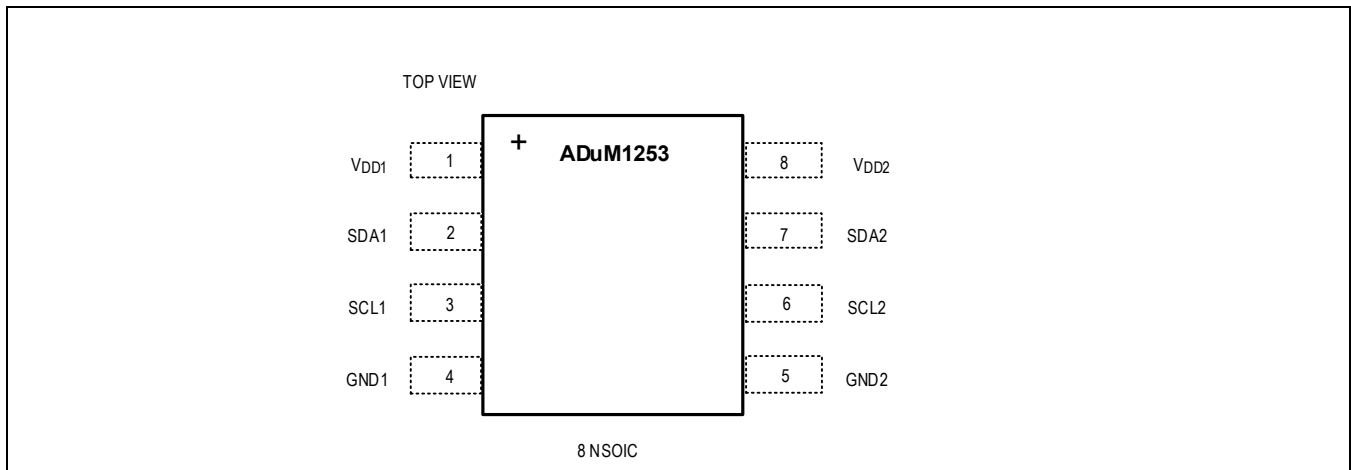 TOP VIEW
+ ADuM1253
VDD1 1 8 VDD2
SDA1 2 7 SDA2
SCL1 3 6 SCL2
GND1 4 5 GND2
8 NSOIC